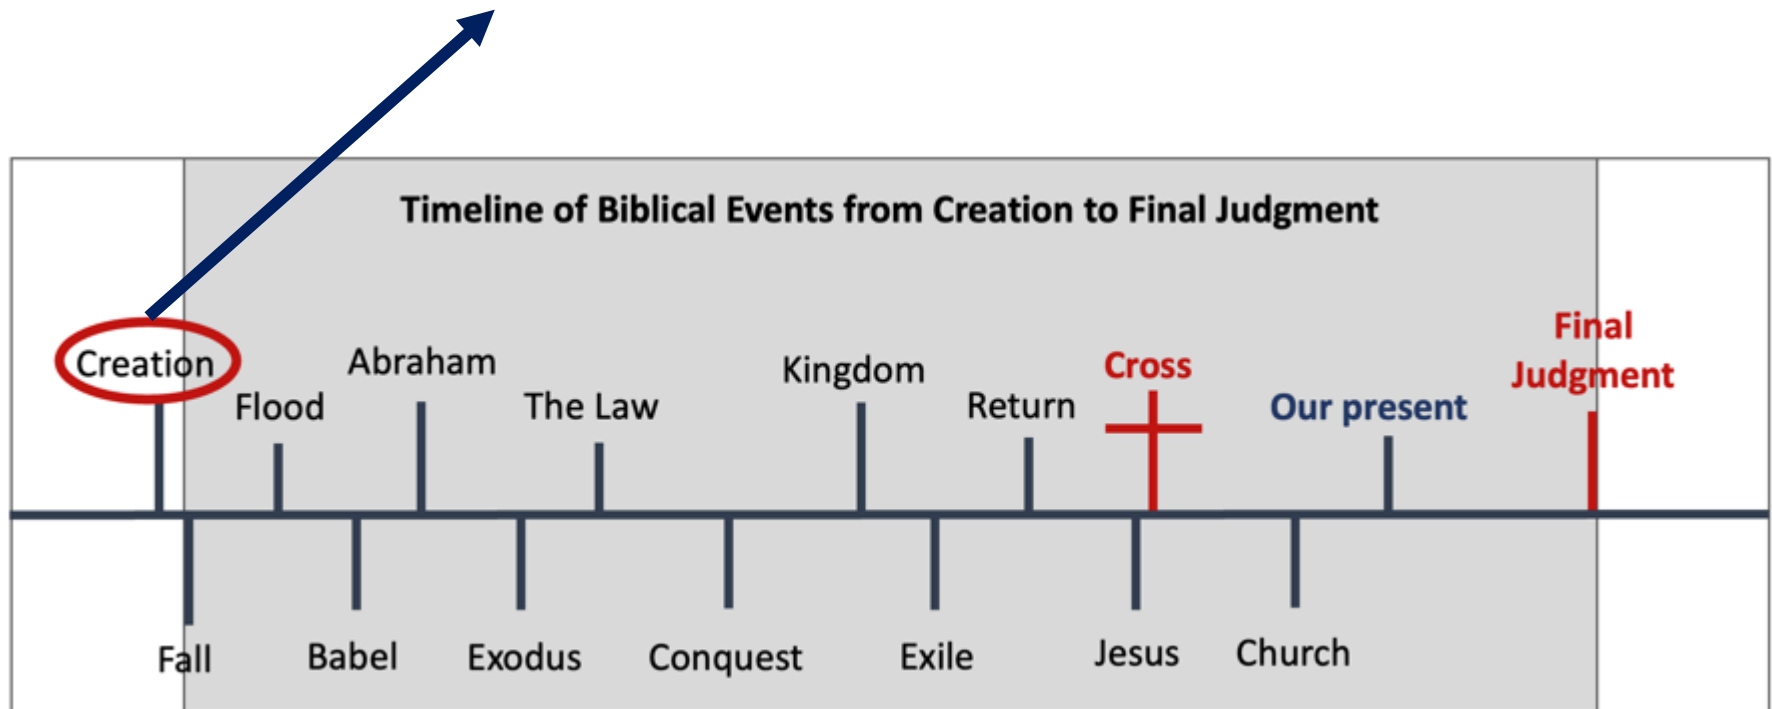 Timeline of Biblical Events from Creation to Final Judgment
Creation
Flood
Abraham
The Law
Kingdom
Return
Cross
Our present
Final
Judgment
Fall
Babel
Exodus
Conquest
Exile
Jesus
Church